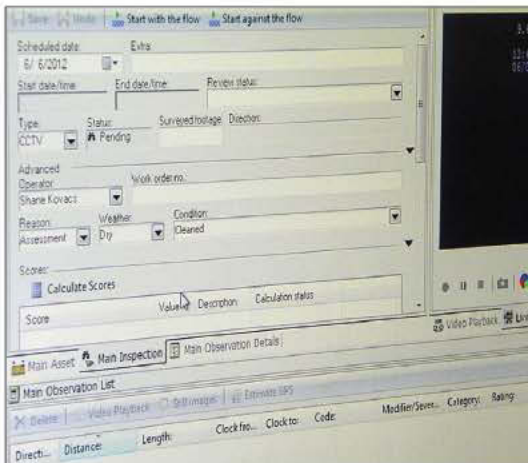 Save Undo Start with the flow Start against the flow
Scheduled date: Extra:
6/ 6/2012
Start date/time: End date/time: Review status:
Type: Status: Surveyed footage: Direction:
CCTV Pending
Advanced
Operator: Work order no.:
Shane Kovacs
Reason: Weather: Condition:
Assessment Dry Cleaned
Scores:
Calculate Scores
Score Value Description Calculation status
Video Playback Live
Main Asset Main Inspection Main Observation Details
Main Observation List
Delete Video Playback Still Images Estimate
Directi... Distance: Length: Clock fro... Clock to: Code: Modifier/Sever... Category: Rating: